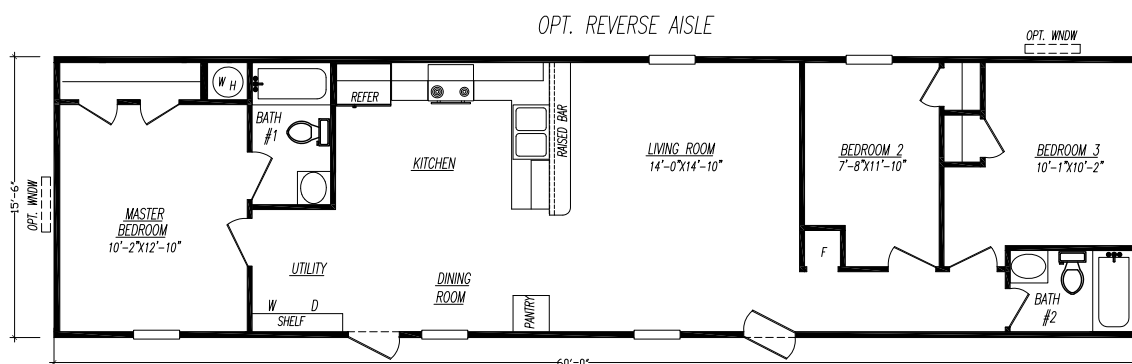 OPT. REVERSE AISLE
OPT. WNDW
W H
REFER
BATH
#1
RAISED BAR
KITCHEN
LIVING ROOM
14'-0"X14'-10"
BEDROOM 2
7'-8"X11'-10"
BEDROOM 3
10'-1"X10'-2"
15'-6"
OPT. WNDW
MASTER
BEDROOM
10'-2"X12'-10"
UTILITY
W D
SHELF
DINING
ROOM
PANTRY
F
BATH
#2